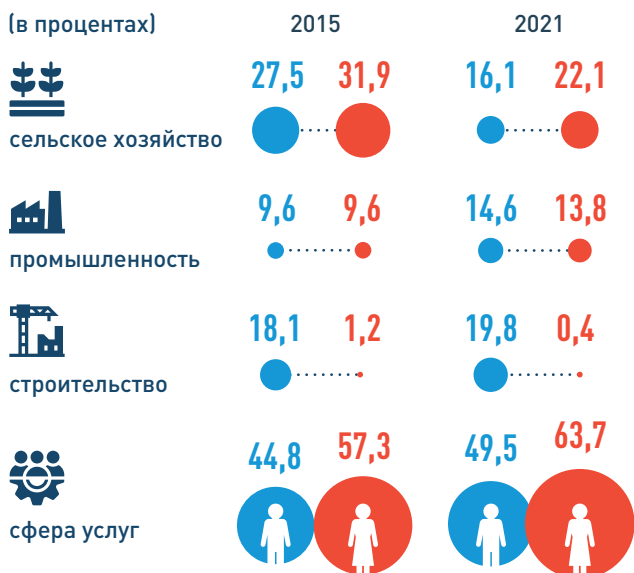 (в процентах) 2015 2021
27,5 31,9 16,1 22,1
сельское хозяйство
9,6 9,6 14,6 13,8
промышленность
18,1 1,2 19,8 0,4
строительство
44,8 57,3 49,5 63,7
сфера услуг